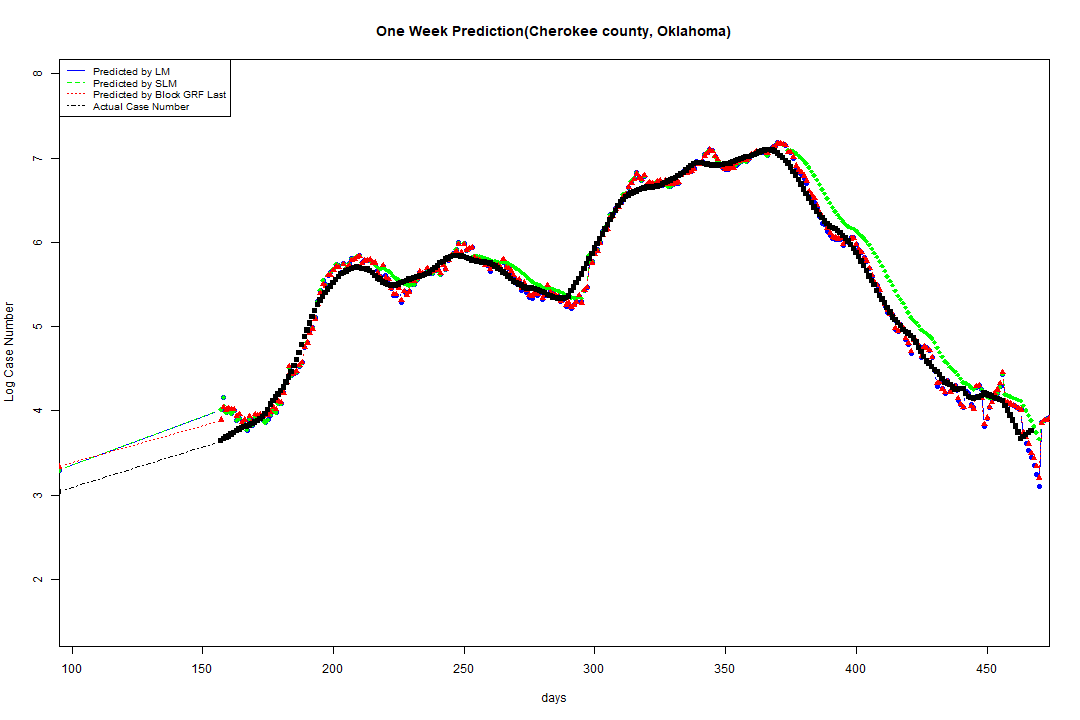 One Week Prediction(Cherokee county, Oklahoma)
Predicted by LM
Predicted by SLM
Predicted by Block GRF Last
Actual Case Number
8
7
6
5
4
3
2
Log Case Number
100 150 200 250 300 350 400 450
days